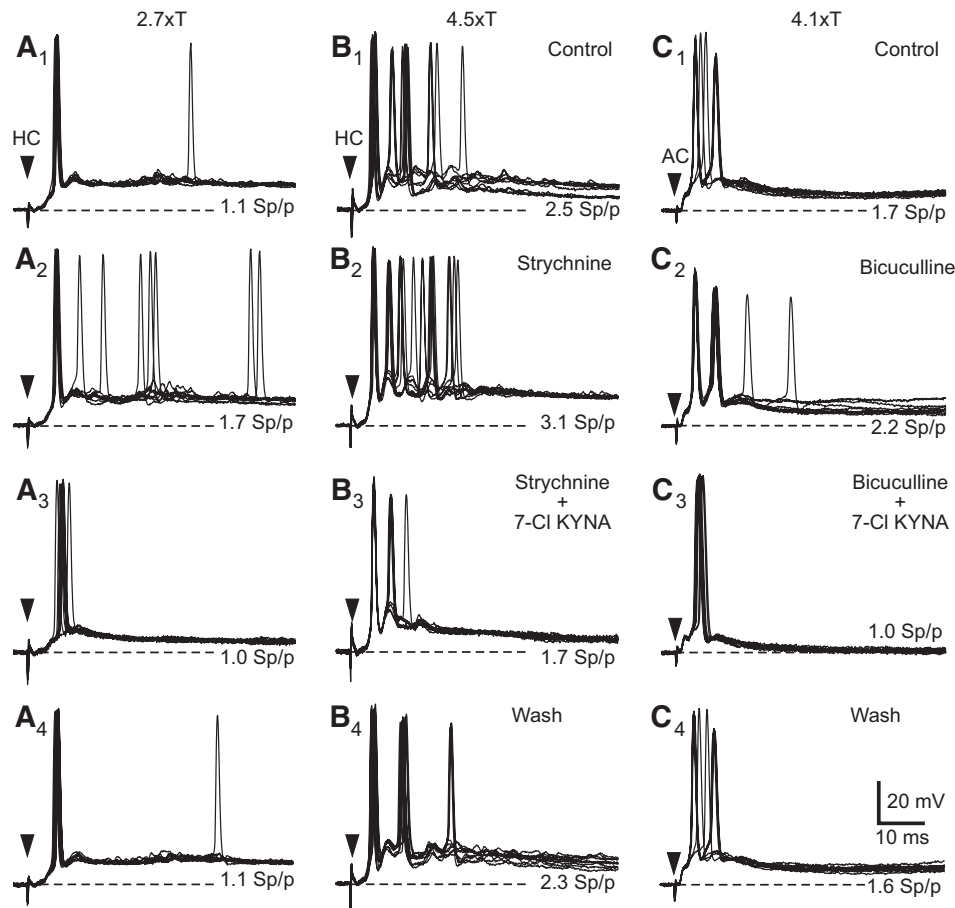 2.7xT 4.5xT 4.1xT
A1 B1 Control C1 Control
HC HC AC
1.1 Sp/p 2.5 Sp/p 1.7 Sp/p
A2 B2 Strychnine C2 Bicuculline
1.7 Sp/p 3.1 Sp/p 2.2 Sp/p
A3 B3 Strychnine C3 Bicuculline
+ +
7-Cl KYNA 7-Cl KYNA
1.0 Sp/p 1.7 Sp/p 1.0 Sp/p
A4 B4 Wash C4 Wash
20 mV
10 ms
1.1 Sp/p 2.3 Sp/p 1.6 Sp/p